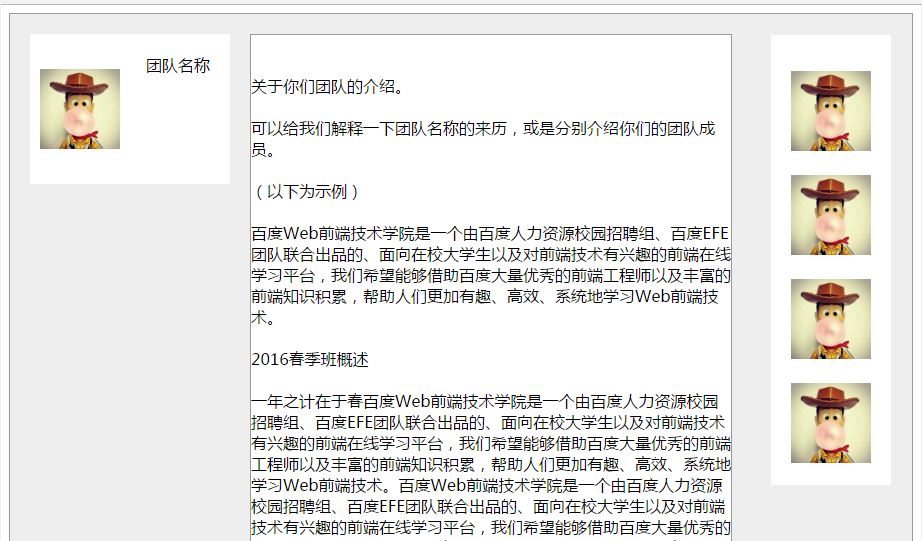 团队名称
关于你们团队的介绍。
可以给我们解释一下团队名称的来历，或是分别介绍你们的团队成
员。
（以下为示例）
百度Web前端技术学院是一个由百度人力资源校园招聘组、百度EFE
团队联合出品的、面向在校大学生以及对前端技术有兴趣的前端在线
学习平台，我们希望能够借助百度大量优秀的前端工程师以及丰富的
前端知识积累，帮助人们更加有趣、高效、系统地学习Web前端技
术。
2016春季班概述
一年之计在于春百度Web前端技术学院是一个由百度人力资源校园
招聘组、百度EFE团队联合出品的、面向在校大学生以及对前端技术
有兴趣的前端在线学习平台，我们希望能够借助百度大量优秀的前端
工程师以及丰富的前端知识积累，帮助人们更加有趣、高效、系统地
学习Web前端技术。百度Web前端技术学院是一个由百度人力资源
校园招聘组、百度EFE团队联合出品的、面向在校大学生以及对前端
技术有兴趣的前端在线学习平台，我们希望能够借助百度大量优秀的